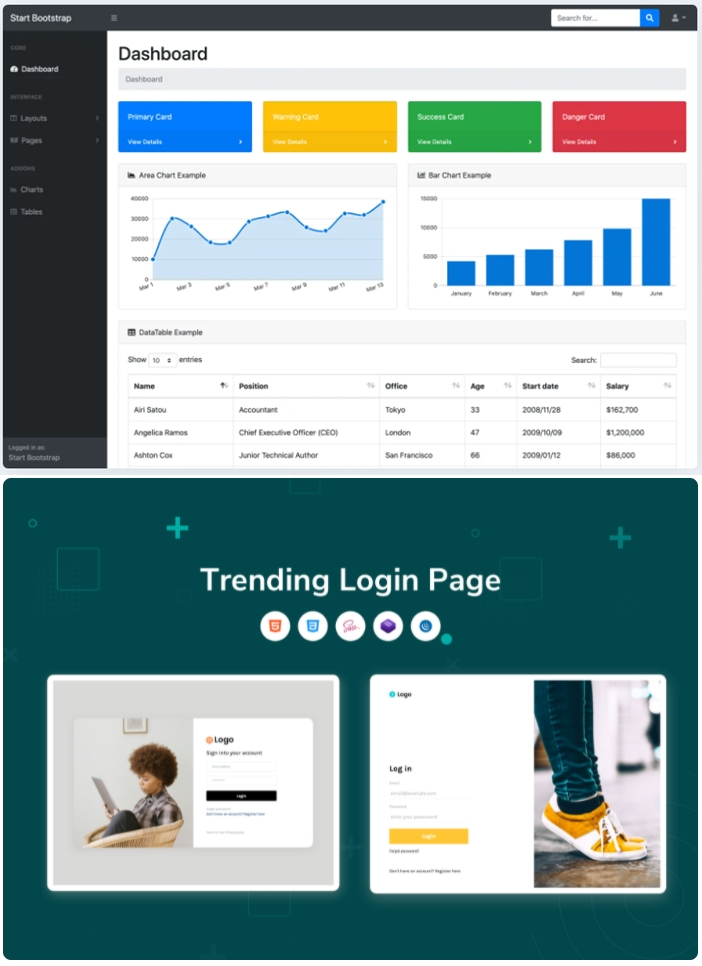 Start Bootstrap
Search for...
CORE
Dashboard
INTERFACE
Layouts
Pages
ADDONS
Charts
Tables
Logged in as:
Start Bootstrap
Dashboard
Dashboard
Primary Card
View Details
Warning Card
View Details
Success Card
View Details
Danger Card
View Details
Area Chart Example
40000
30000
20000
10000
0
Mar 1 Mar 3 Mar 5 Mar 7 Mar 9 Mar 11 Mar 13
Bar Chart Example
15000
10000
5000
0
January February March April May June
DataTable Example
Show 10 entries
Search:
Name Position Office Age Start date Salary
Airi Satou Accountant Tokyo 33 2008/11/28 $162,700
Angelica Ramos Chief Executive Officer (CEO) London 47 2009/10/09 $1,200,000
Ashton Cox Junior Technical Author San Francisco 66 2009/01/12 $86,000
Trending Login Page
Logo
Sign into your account
Login
Don't have an account? Register here
Logo
Log in
Email
email@example.com
Password
enter your password
Login
Forgot password?
Don't have an account? Register here